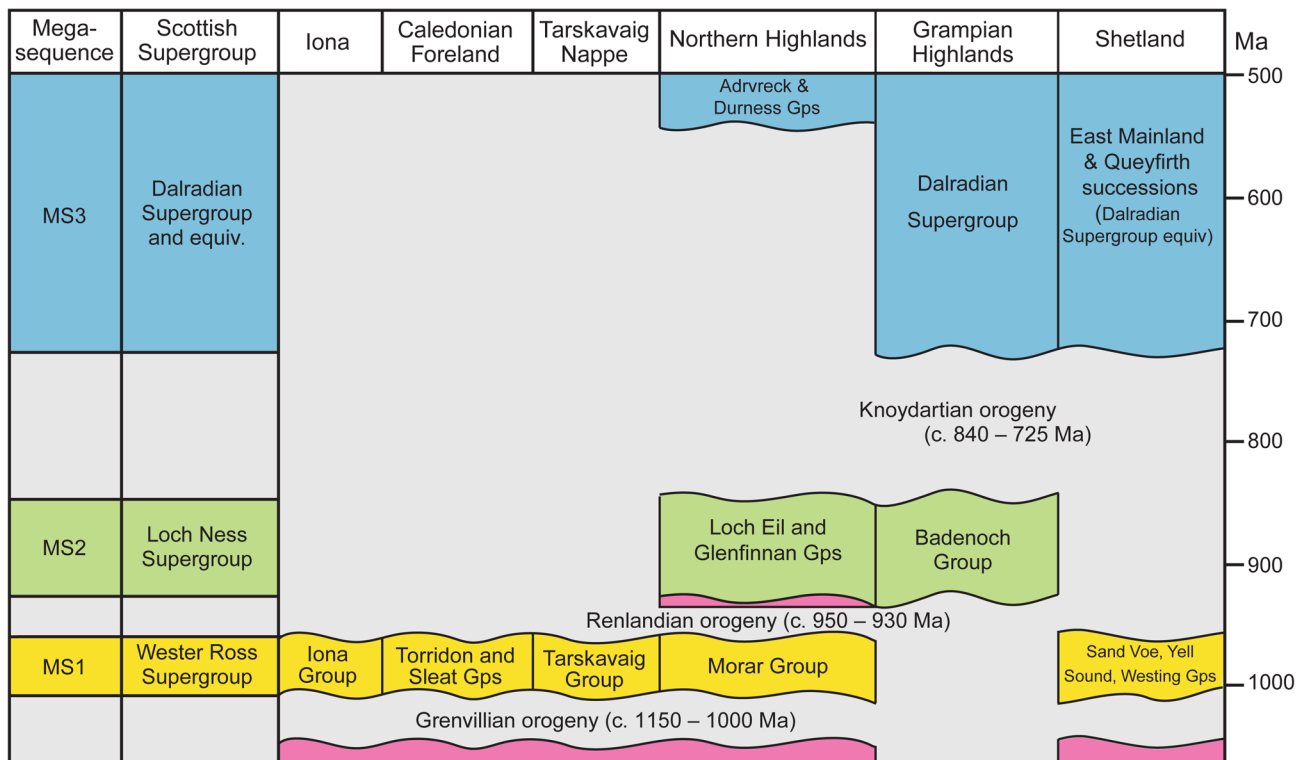 Mega-
sequence
Scottish
Supergroup
Iona
Caledonian
Foreland
Tarskavaig
Nappe
Northern Highlands
Grampian
Highlands
Shetland
Ma
500
Adrvreck &
Durness Gps
MS3
Dalradian
Supergroup
and equiv.
Dalradian
Supergroup
East Mainland
& Queyfirth
successions
(Dalradian
Supergroup equiv)
600
700
Knoydartian orogeny
(c. 840 – 725 Ma)
800
MS2
Loch Ness
Supergroup
Loch Eil and
Glenfinnan Gps
Badenoch
Group
900
Renlandian orogeny (c. 950 – 930 Ma)
MS1
Wester Ross
Supergroup
Iona
Group
Torridon and
Sleat Gps
Tarskavaig
Group
Morar Group
Sand Voe, Yell
Sound, Westing Gps
1000
Grenvillian orogeny (c. 1150 – 1000 Ma)